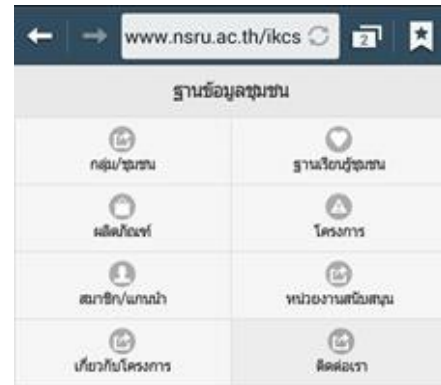 www.nsru.ac.th/ikcs
2
ฐานข้อมูลชุมชน
กลุ่ม/ชุมชน ฐานเรียนรู้ชุมชน
ผลิตภัณฑ์ โครงการ
สมาชิก/แกนนำ หน่วยงานสนับสนุน
เกี่ยวกับโครงการ ติดต่อเรา